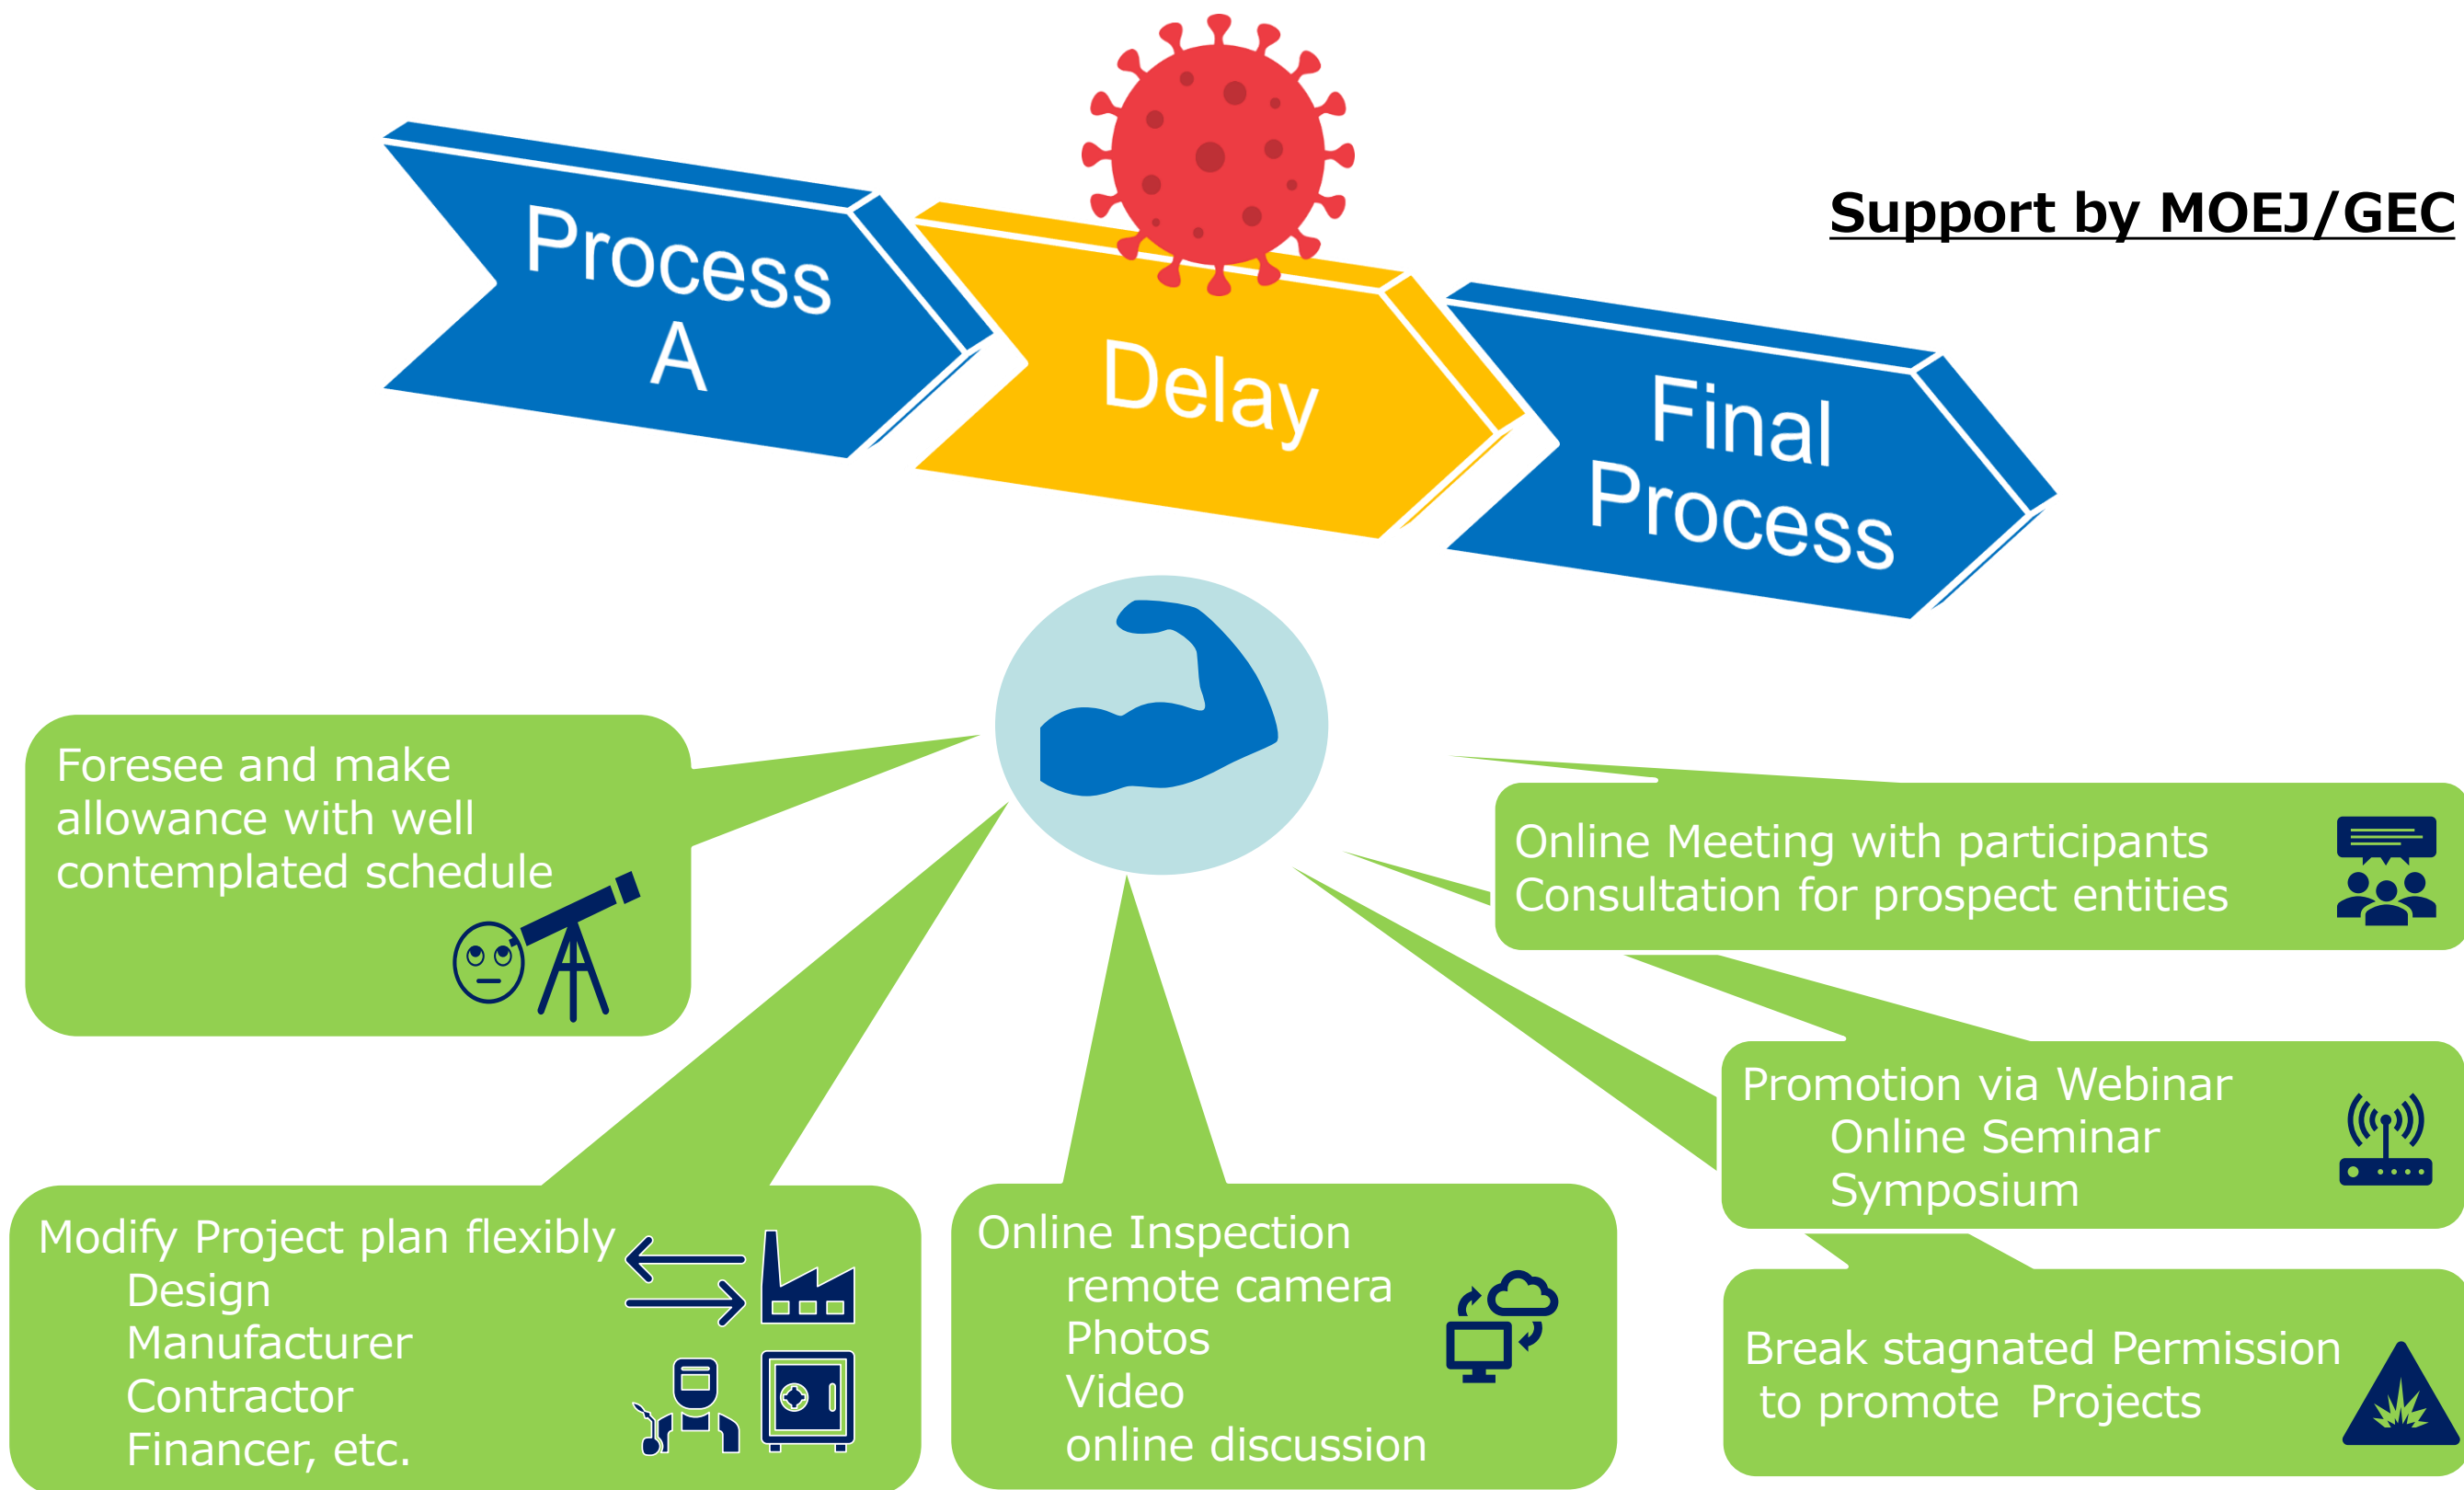 Support by MOEJ/GEC
Process
A
Delay
Final
Process
Foresee and make
allowance with well
contemplated schedule
Online Meeting with participants
Consultation for prospect entities
Promotion via Webinar
Online Seminar
Symposium
Modify Project plan flexibly
Design
Manufacturer
Contractor
Financer, etc.
Online Inspection
remote camera
Photos
Video
online discussion
Break stagnated Permission
to promote  Projects